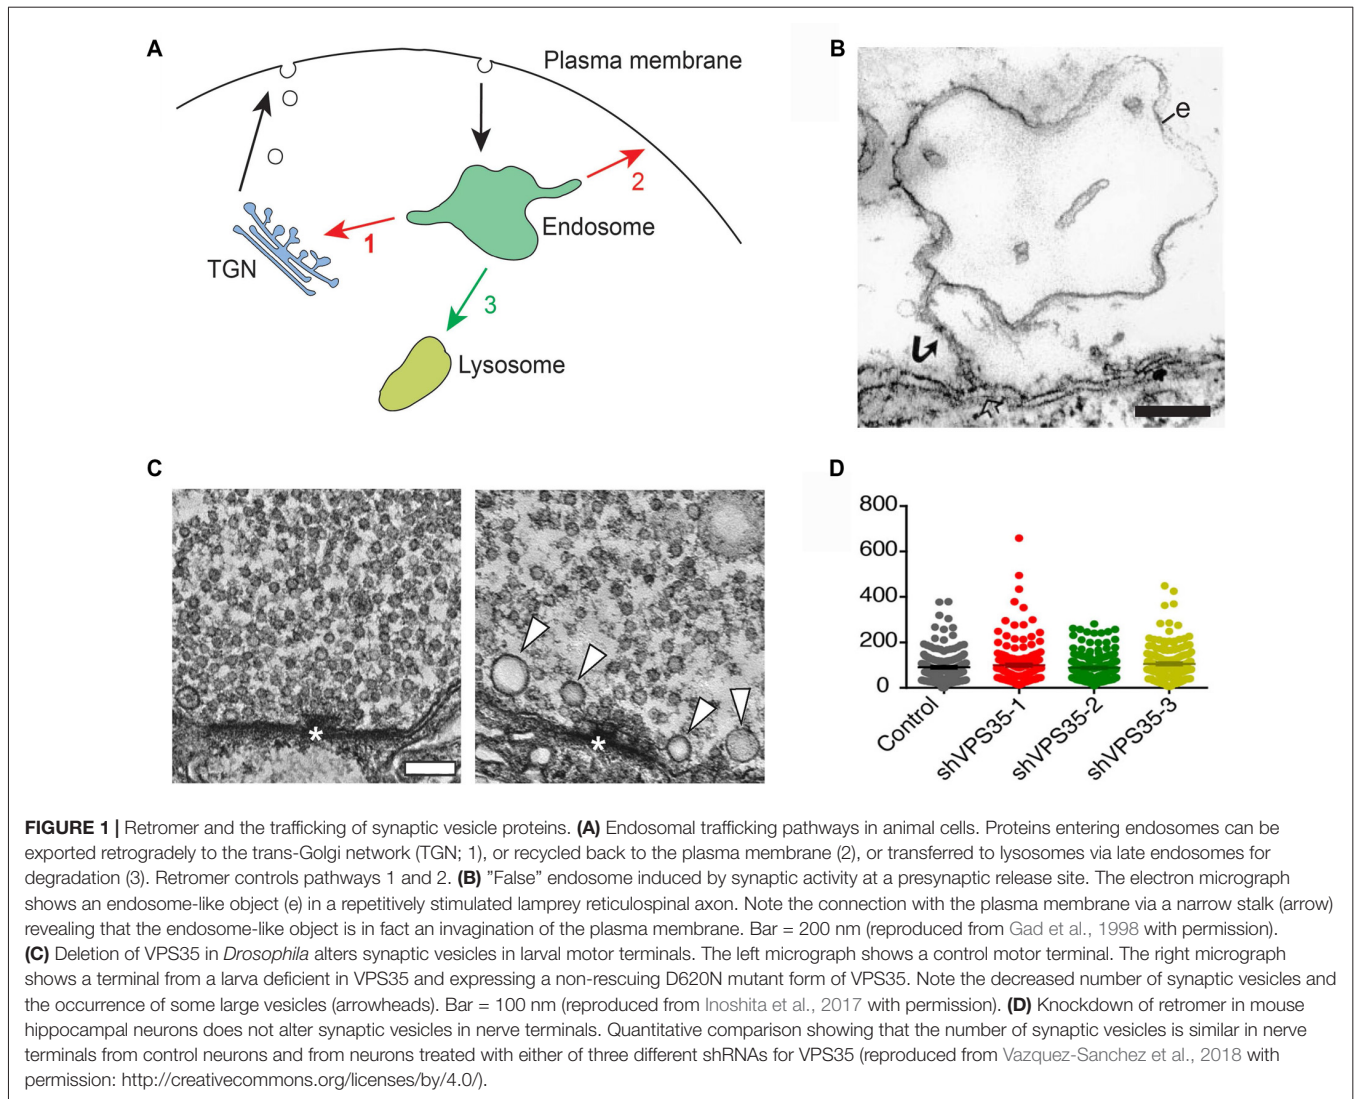 A
Plasma membrane
2
Endosome
1
TGN
3
Lysosome
B
e
C
*
*
D
800
600
400
200
0
Control
shVPS35-1
shVPS35-2
shVPS35-3
FIGURE 1 | Retromer and the trafficking of synaptic vesicle proteins. (A) Endosomal trafficking pathways in animal cells. Proteins entering endosomes can be
exported retrogradely to the trans-Golgi network (TGN; 1), or recycled back to the plasma membrane (2), or transferred to lysosomes via late endosomes for
degradation (3). Retromer controls pathways 1 and 2. (B) "False" endosome induced by synaptic activity at a presynaptic release site. The electron micrograph
shows an endosome-like object (e) in a repetitively stimulated lamprey reticulospinal axon. Note the connection with the plasma membrane via a narrow stalk (arrow)
revealing that the endosome-like object is in fact an invagination of the plasma membrane. Bar = 200 nm (reproduced from Gad et al., 1998 with permission).
(C) Deletion of VPS35 in Drosophila alters synaptic vesicles in larval motor terminals. The left micrograph shows a control motor terminal. The right micrograph
shows a terminal from a larva deficient in VPS35 and expressing a non-rescuing D620N mutant form of VPS35. Note the decreased number of synaptic vesicles and
the occurrence of some large vesicles (arrowheads). Bar = 100 nm (reproduced from Inoshita et al., 2017 with permission). (D) Knockdown of retromer in mouse
hippocampal neurons does not alter synaptic vesicles in nerve terminals. Quantitative comparison showing that the number of synaptic vesicles is similar in nerve
terminals from control neurons and from neurons treated with either of three different shRNAs for VPS35 (reproduced from Vazquez-Sanchez et al., 2018 with
permission: http://creativecommons.org/licenses/by/4.0/).